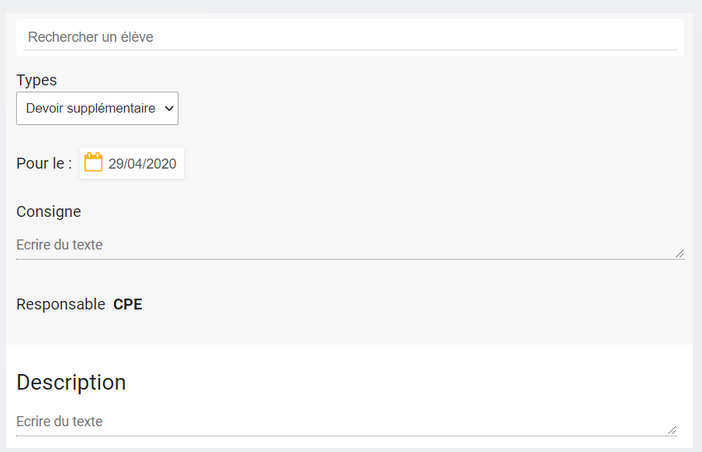 Rechercher un élève
Types
Devoir supplémentaire
Pour le : 29/04/2020
Consigne
Ecrire du texte
Responsable CPE
Description
Ecrire du texte